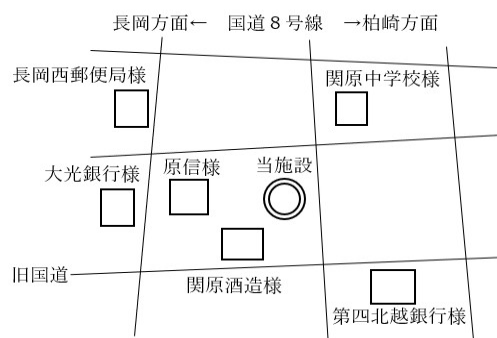 長岡方面← 国道８号線 →柏崎方面
長岡西郵便局様
関原中学校様
大光銀行様
原信様
当施設
旧国道
関原酒造様
第四北越銀行様